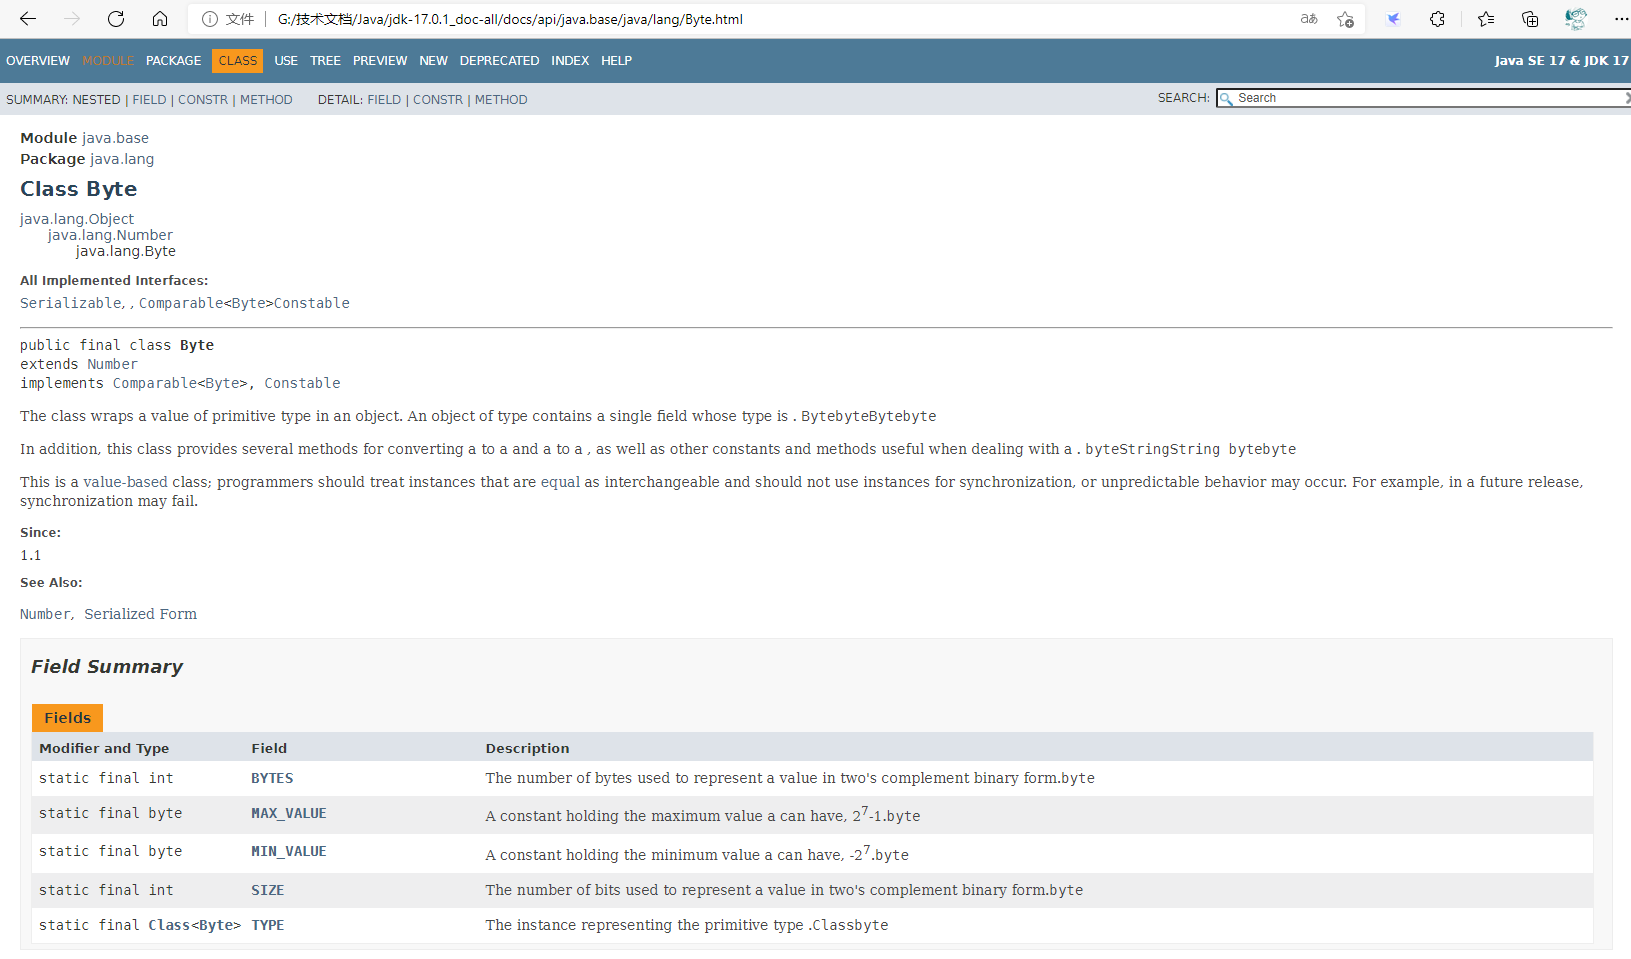 文件 G:/技术文档/Java/jdk-17.0.1_doc-all/docs/api/java.base/java/lang/Byte.html aあ
OVERVIEW MODULE PACKAGE CLASS USE TREE PREVIEW NEW DEPRECATED INDEX HELP Java SE 17 & JDK 17
SUMMARY: NESTED | FIELD | CONSTR | METHOD DETAIL: FIELD | CONSTR | METHOD SEARCH: Search
Module java.base
Package java.lang
Class Byte
java.lang.Object
java.lang.Number
java.lang.Byte
All Implemented Interfaces:
Serializable, , Comparable<Byte>Constable
public final class Byte
extends Number
implements Comparable<Byte>, Constable
The class wraps a value of primitive type in an object. An object of type contains a single field whose type is . BytebyteBytebyte
In addition, this class provides several methods for converting a to a and a to a , as well as other constants and methods useful when dealing with a . byteStringString bytebyte
This is a value-based class; programmers should treat instances that are equal as interchangeable and should not use instances for synchronization, or unpredictable behavior may occur. For example, in a future release,
synchronization may fail.
Since:
1.1
See Also:
Number, Serialized Form
Field Summary
Fields
Modifier and Type Field Description
static final int BYTES The number of bytes used to represent a value in two's complement binary form.byte
static final byte MAX_VALUE A constant holding the maximum value a can have, 2⁷-1.byte
static final byte MIN_VALUE A constant holding the minimum value a can have, -2⁷.byte
static final int SIZE The number of bits used to represent a value in two's complement binary form.byte
static final Class<Byte> TYPE The instance representing the primitive type .Classbyte